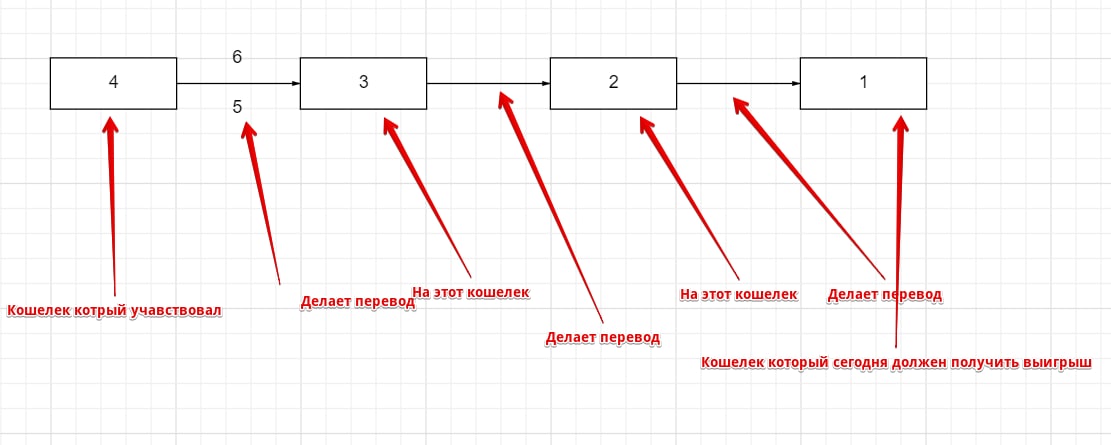 6
4
3
2
1
5
Кошелек котрый учавствовал
Делает перевод
На этот кошелек
Делает перевод
На этот кошелек
Делает перевод
Кошелек который сегодня должен получить выигрыш